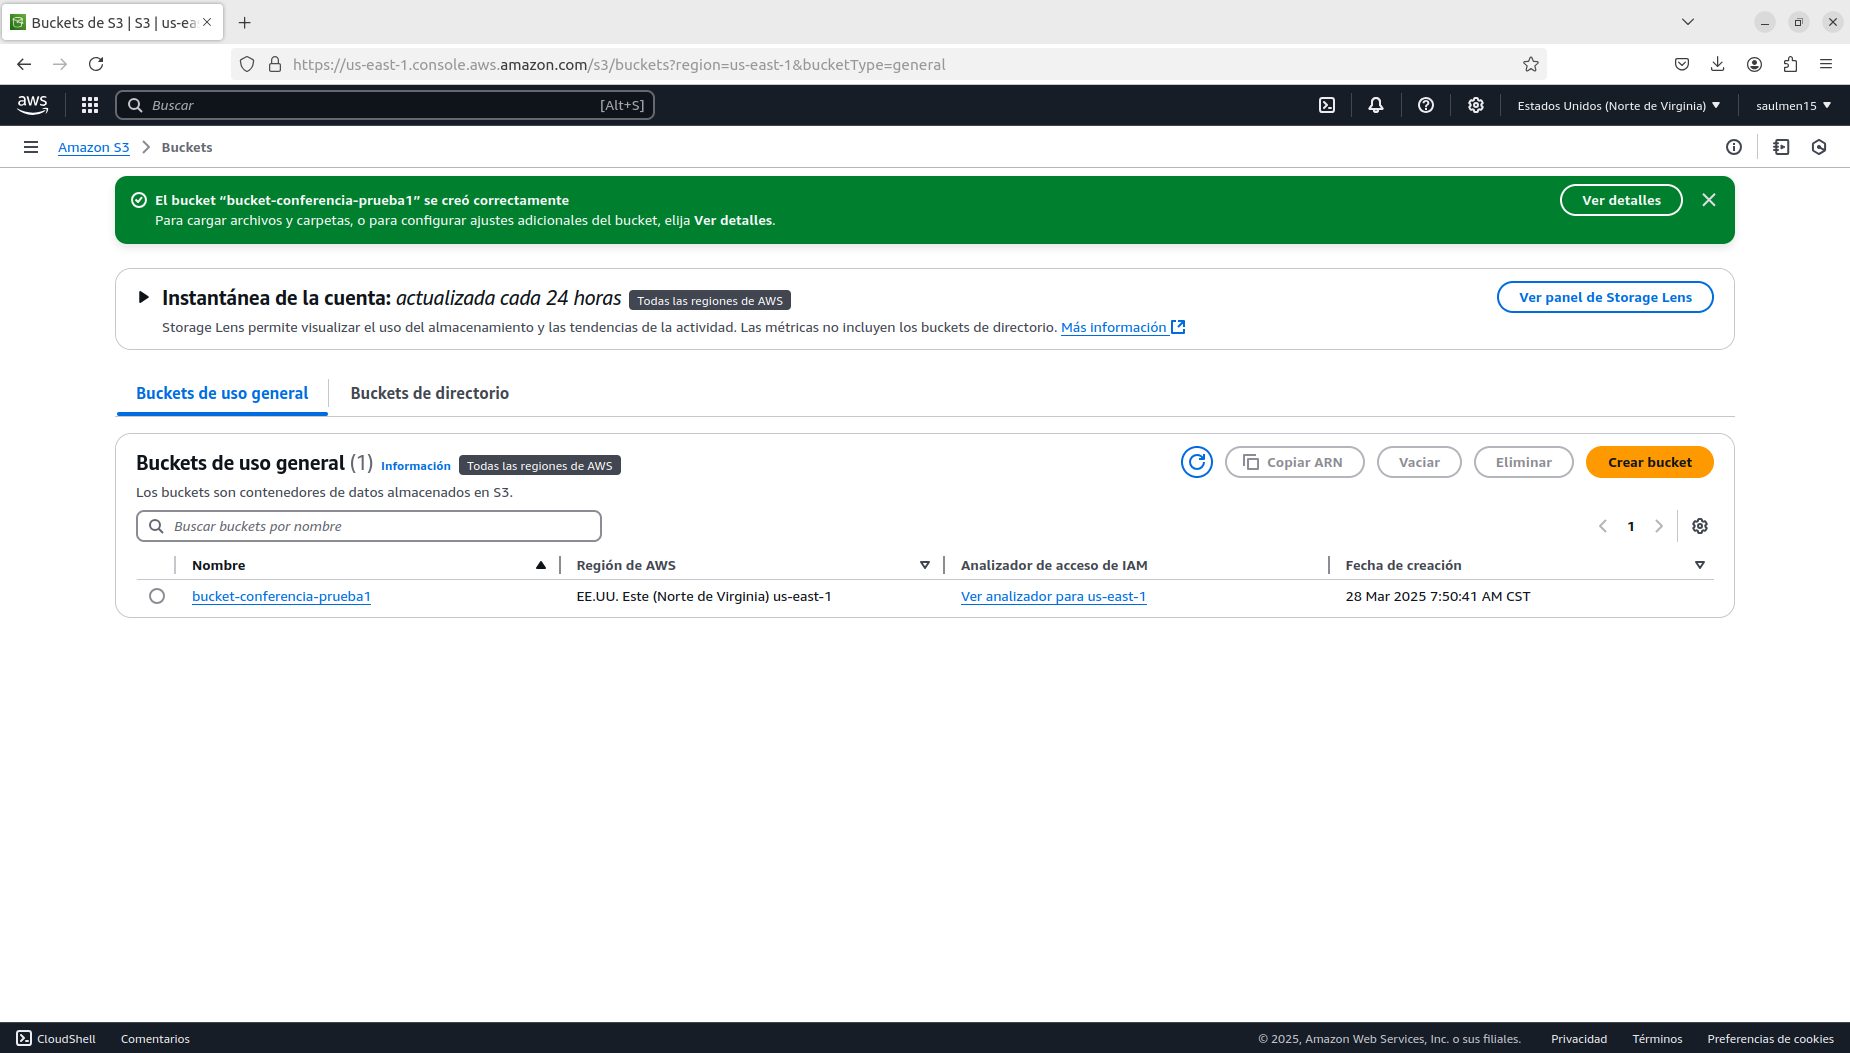 Buckets de S3 | S3 | us-ea
https://us-east-1.console.aws.amazon.com/s3/buckets?region=us-east-1&bucketType=general
aws
Buscar
[Alt+S]
Estados Unidos (Norte de Virginia)
saulmen15
Amazon S3
Buckets
El bucket “bucket-conferencia-prueba1” se creó correctamente
Para cargar archivos y carpetas, o para configurar ajustes adicionales del bucket, elija Ver detalles.
Ver detalles
Instantánea de la cuenta: actualizada cada 24 horas
Todas las regiones de AWS
Ver panel de Storage Lens
Storage Lens permite visualizar el uso del almacenamiento y las tendencias de la actividad. Las métricas no incluyen los buckets de directorio. Más información
Buckets de uso general
Buckets de directorio
Buckets de uso general (1)
Información
Todas las regiones de AWS
Copiar ARN
Vaciar
Eliminar
Crear bucket
Los buckets son contenedores de datos almacenados en S3.
Buscar buckets por nombre
1
Nombre
Región de AWS
Analizador de acceso de IAM
Fecha de creación
bucket-conferencia-prueba1
EE.UU. Este (Norte de Virginia) us-east-1
Ver analizador para us-east-1
28 Mar 2025 7:50:41 AM CST
CloudShell
Comentarios
© 2025, Amazon Web Services, Inc. o sus filiales.
Privacidad
Términos
Preferencias de cookies